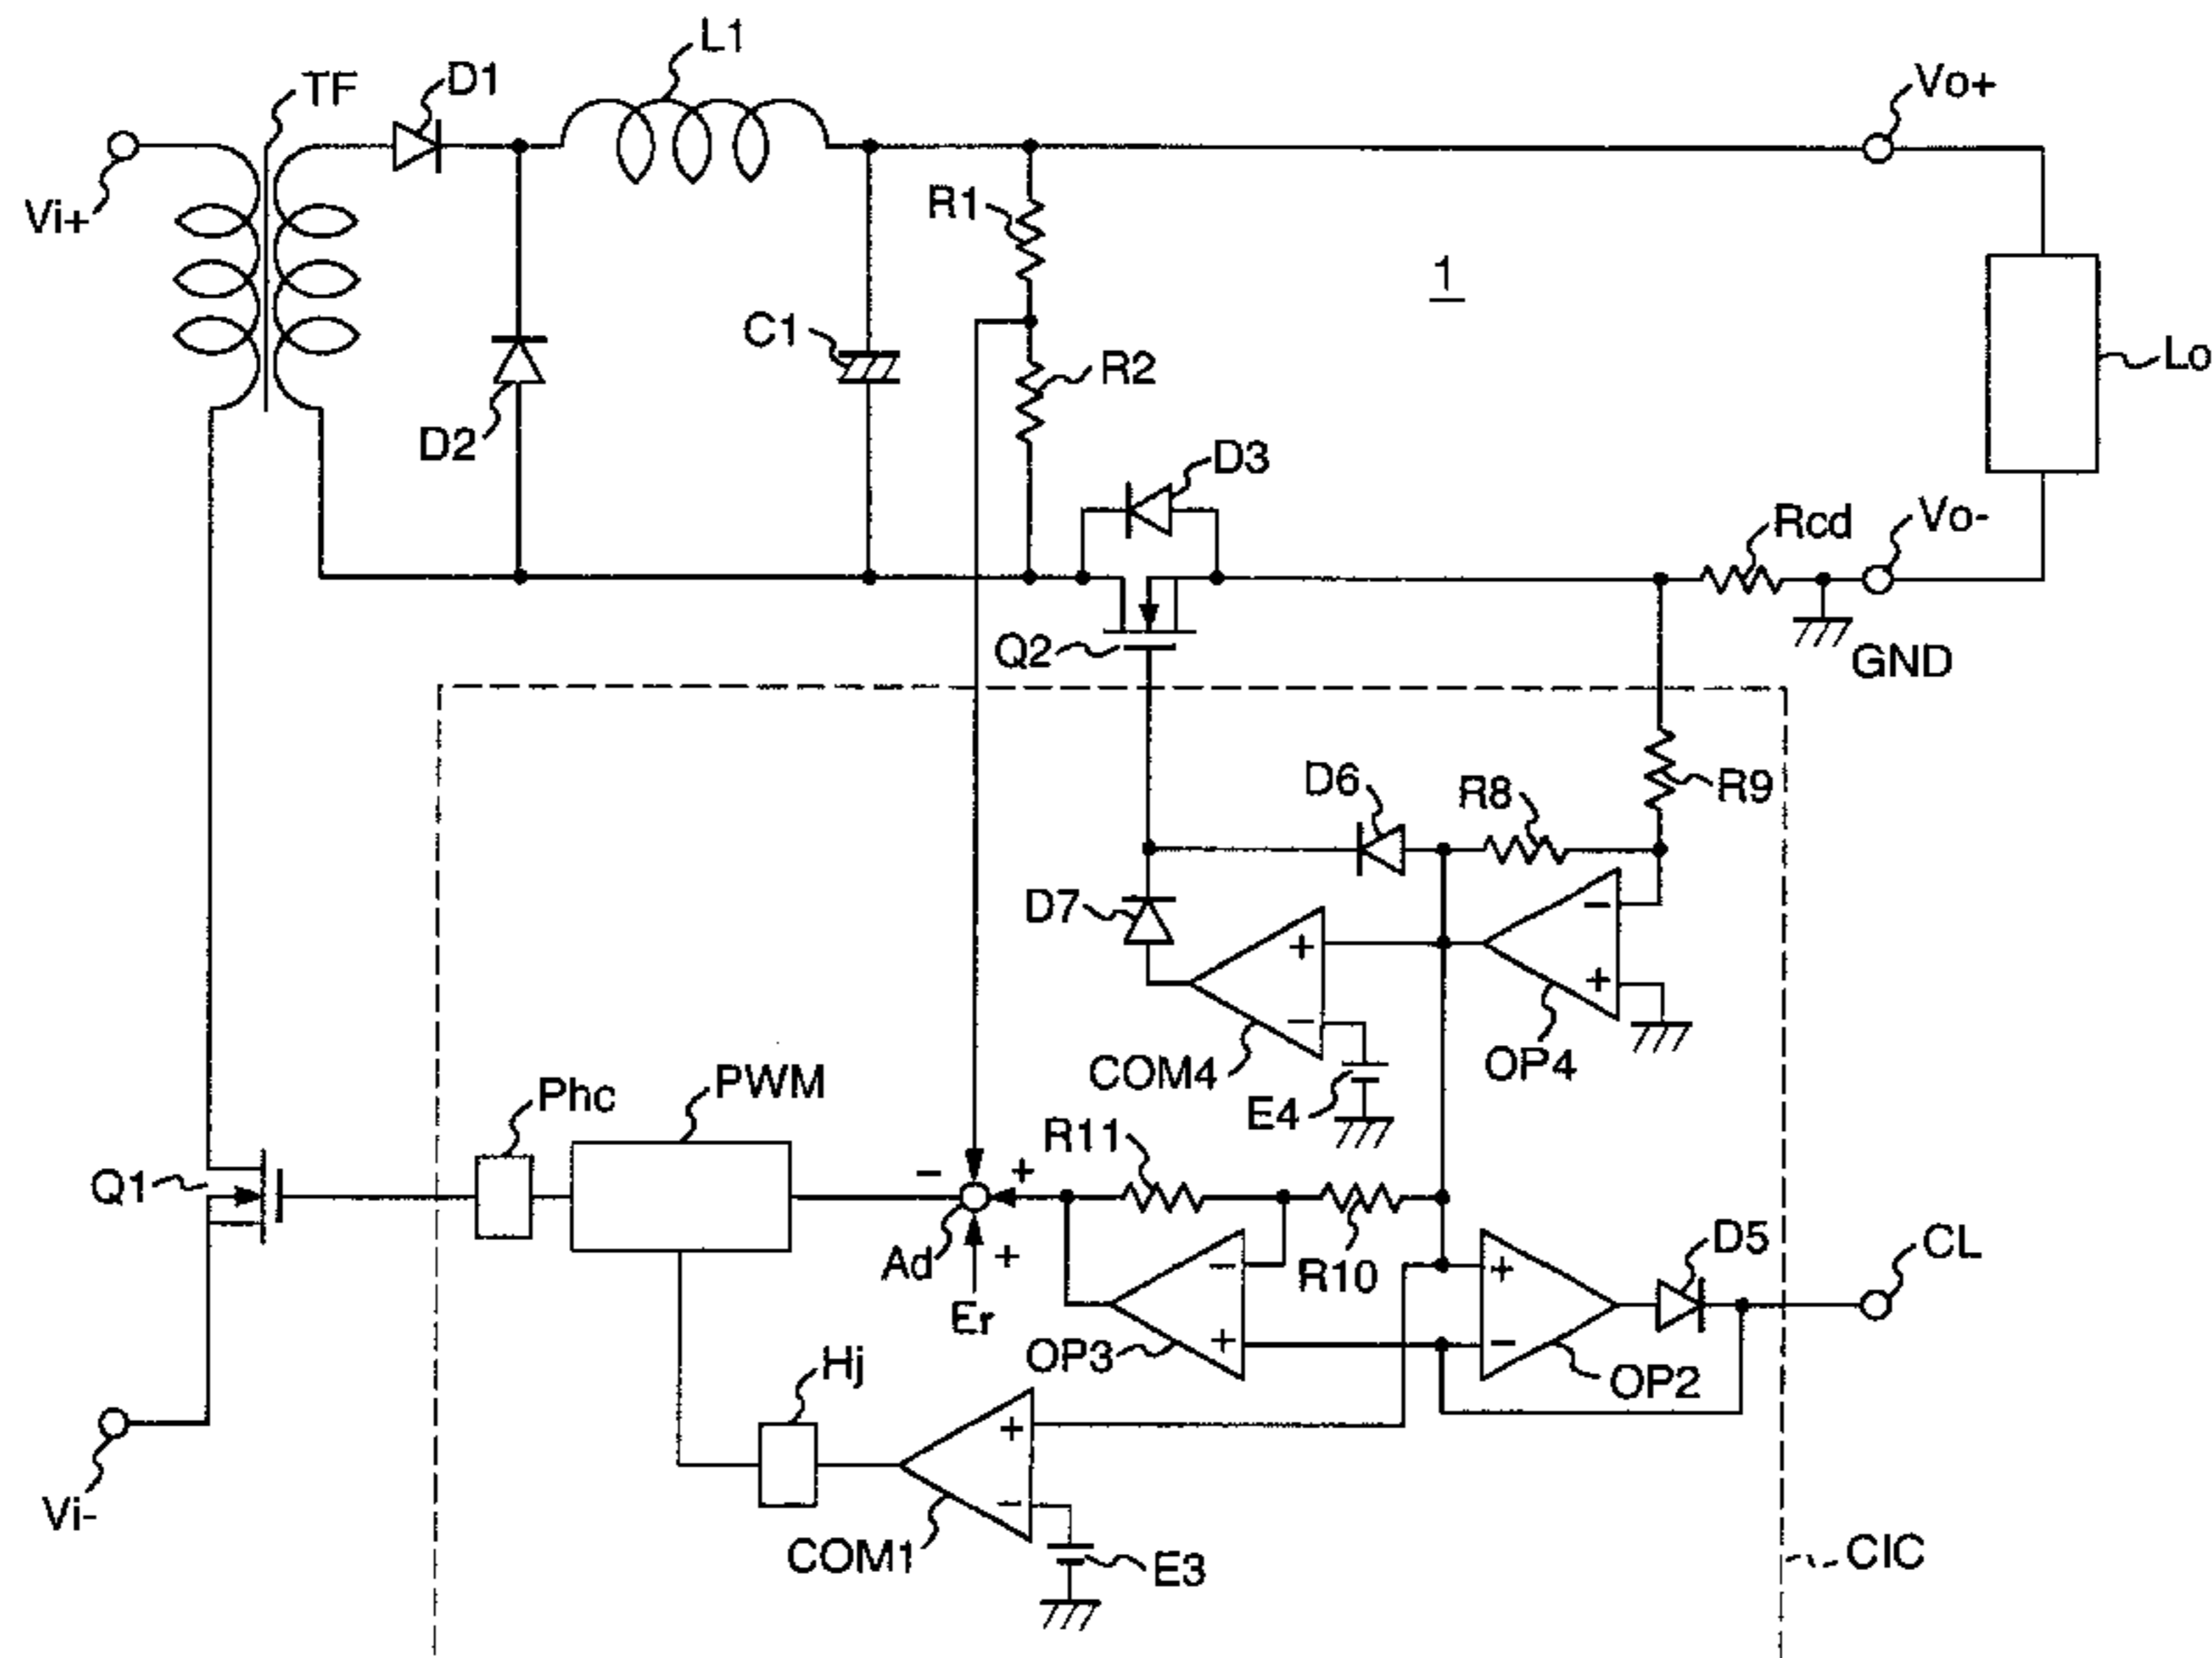 L1
TF
D1
Vo+
Vi+
R1
1
C1
R2
Lo
D2
D3
Rcd
Vo-
Q2
GND
D6
R8
R9
D7
+
-
+
-
COM4
OP4
E4
Phc
PWM
R11
Q1
-
+
Ad
+
Er
-
R10
+
D5
CL
+
-
OP3
OP2
Hj
+
-
Vi-
COM1
E3
CIC